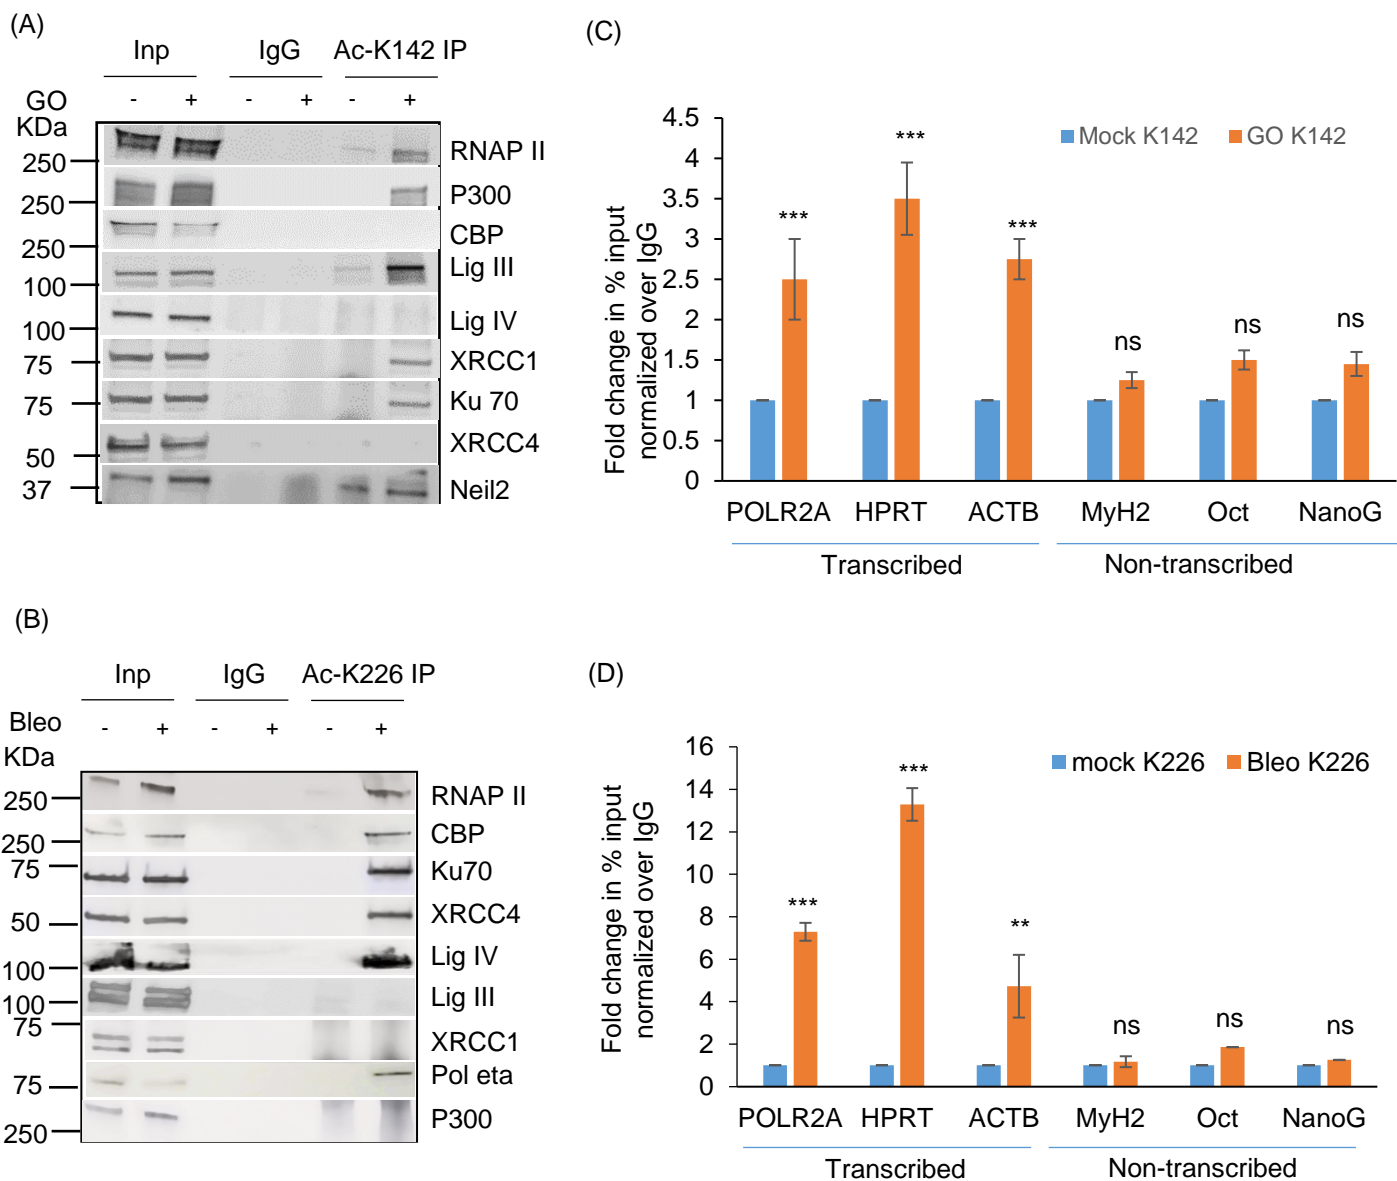 (A)
Inp IgG Ac-K142 IP
GO - + - + - +
KDa
250 RNAP II
250 P300
250 CBP
100 Lig III
100 Lig IV
75 XRCC1
75 Ku 70
50 XRCC4
37 Neil2
(C)
Mock K142 GO K142
Fold change in % input
normalized over IgG
4.5
4
3.5
3
2.5
2
1.5
1
0.5
0
*** *** *** ns ns ns
POLR2A HPRT ACTB MyH2 Oct NanoG
Transcribed Non-transcribed
(B)
Inp IgG Ac-K226 IP
Bleo - + - + - +
KDa
250 RNAP II
250 CBP
75 Ku70
50 XRCC4
100 Lig IV
100 Lig III
75 XRCC1
75 Pol eta
250 P300
(D)
mock K226 Bleo K226
Fold change in % input
normalized over IgG
16
14
12
10
8
6
4
2
0
*** *** ** ns ns ns
POLR2A HPRT ACTB MyH2 Oct NanoG
Transcribed Non-transcribed